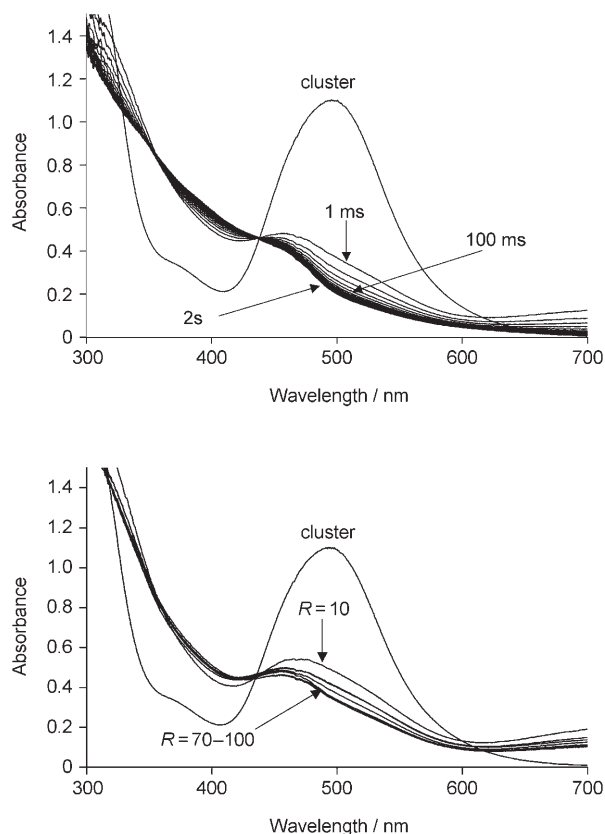 1.4
1.2
1.0
0.8
0.6
0.4
0.2
0
Absorbance
cluster
1 ms
100 ms
2s
300 400 500 600 700
Wavelength / nm
1.4
1.2
1.0
0.8
0.6
0.4
0.2
0
Absorbance
cluster
R = 10
R = 70–100
300 400 500 600 700
Wavelength / nm